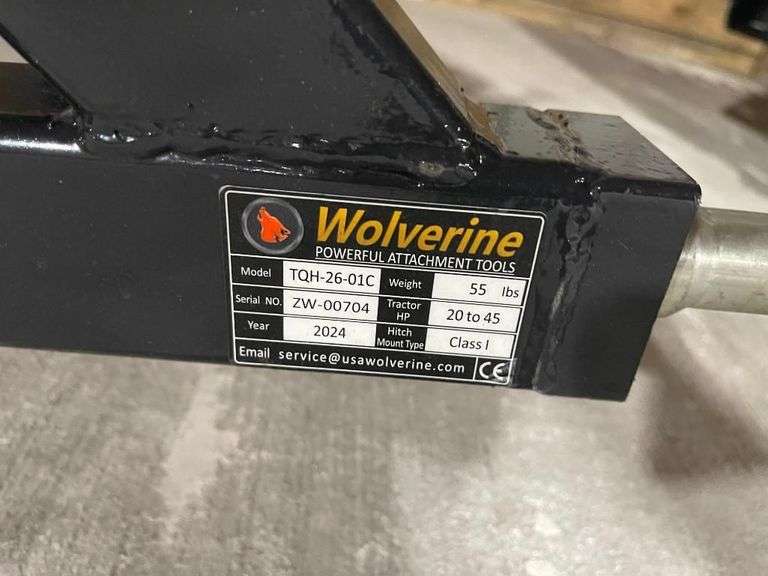 Wolverine
POWERFUL ATTACHMENT TOOLS
Model TQH-26-01C Weight 55 lbs
Serial NO. ZW-00704 Tractor HP 20 to 45
Year 2024 Hitch Mount Type Class I
Email service@usawolverine.com CE